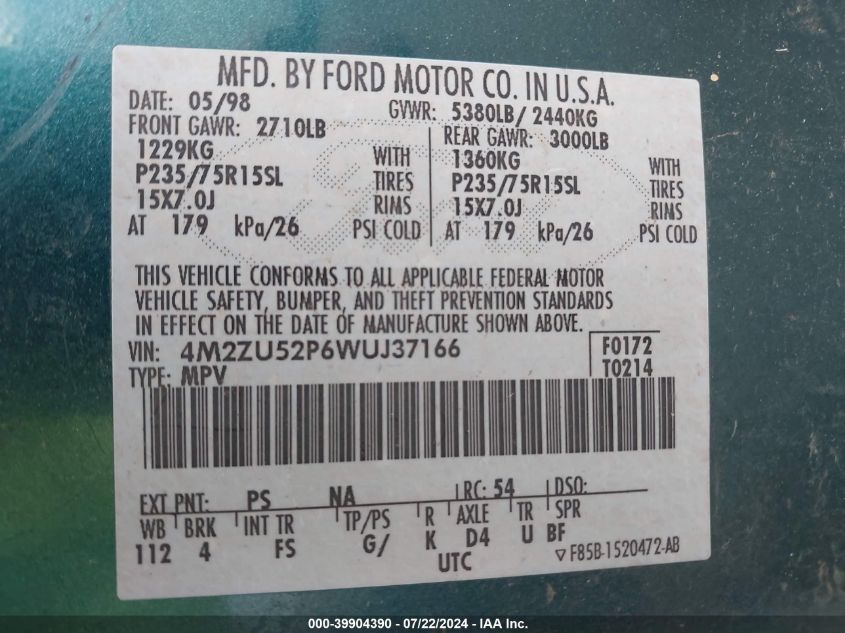 MFD. BY FORD MOTOR CO. IN U.S.A.
DATE: 05/98 GVWR: 5380LB/ 2440KG
FRONT GAWR: 2710LB REAR GAWR: 3000LB
1229KG WITH 1360KG WITH
P235/75R15SL TIRES P235/75R15SL TIRES
15X7.0J RIMS 15X7.0J RIMS
AT 179 kPa/26 PSI COLD AT 179 kPa/26 PSI COLD
THIS VEHICLE CONFORMS TO ALL APPLICABLE FEDERAL MOTOR
VEHICLE SAFETY, BUMPER, AND THEFT PREVENTION STANDARDS
IN EFFECT ON THE DATE OF MANUFACTURE SHOWN ABOVE.
VIN: 4M2ZU52P6WUJ37166 F0172
TYPE: MPV T0214
EXT PNT: PS NA RC: 54 DSO:
WB BRK INT TR TP/PS R AXLE TR SPR
112 4 FS G/ K D4 U BF
UTC ▽ F85B-1520472-AB
000-39904390 - 07/22/2024 - IAA Inc.